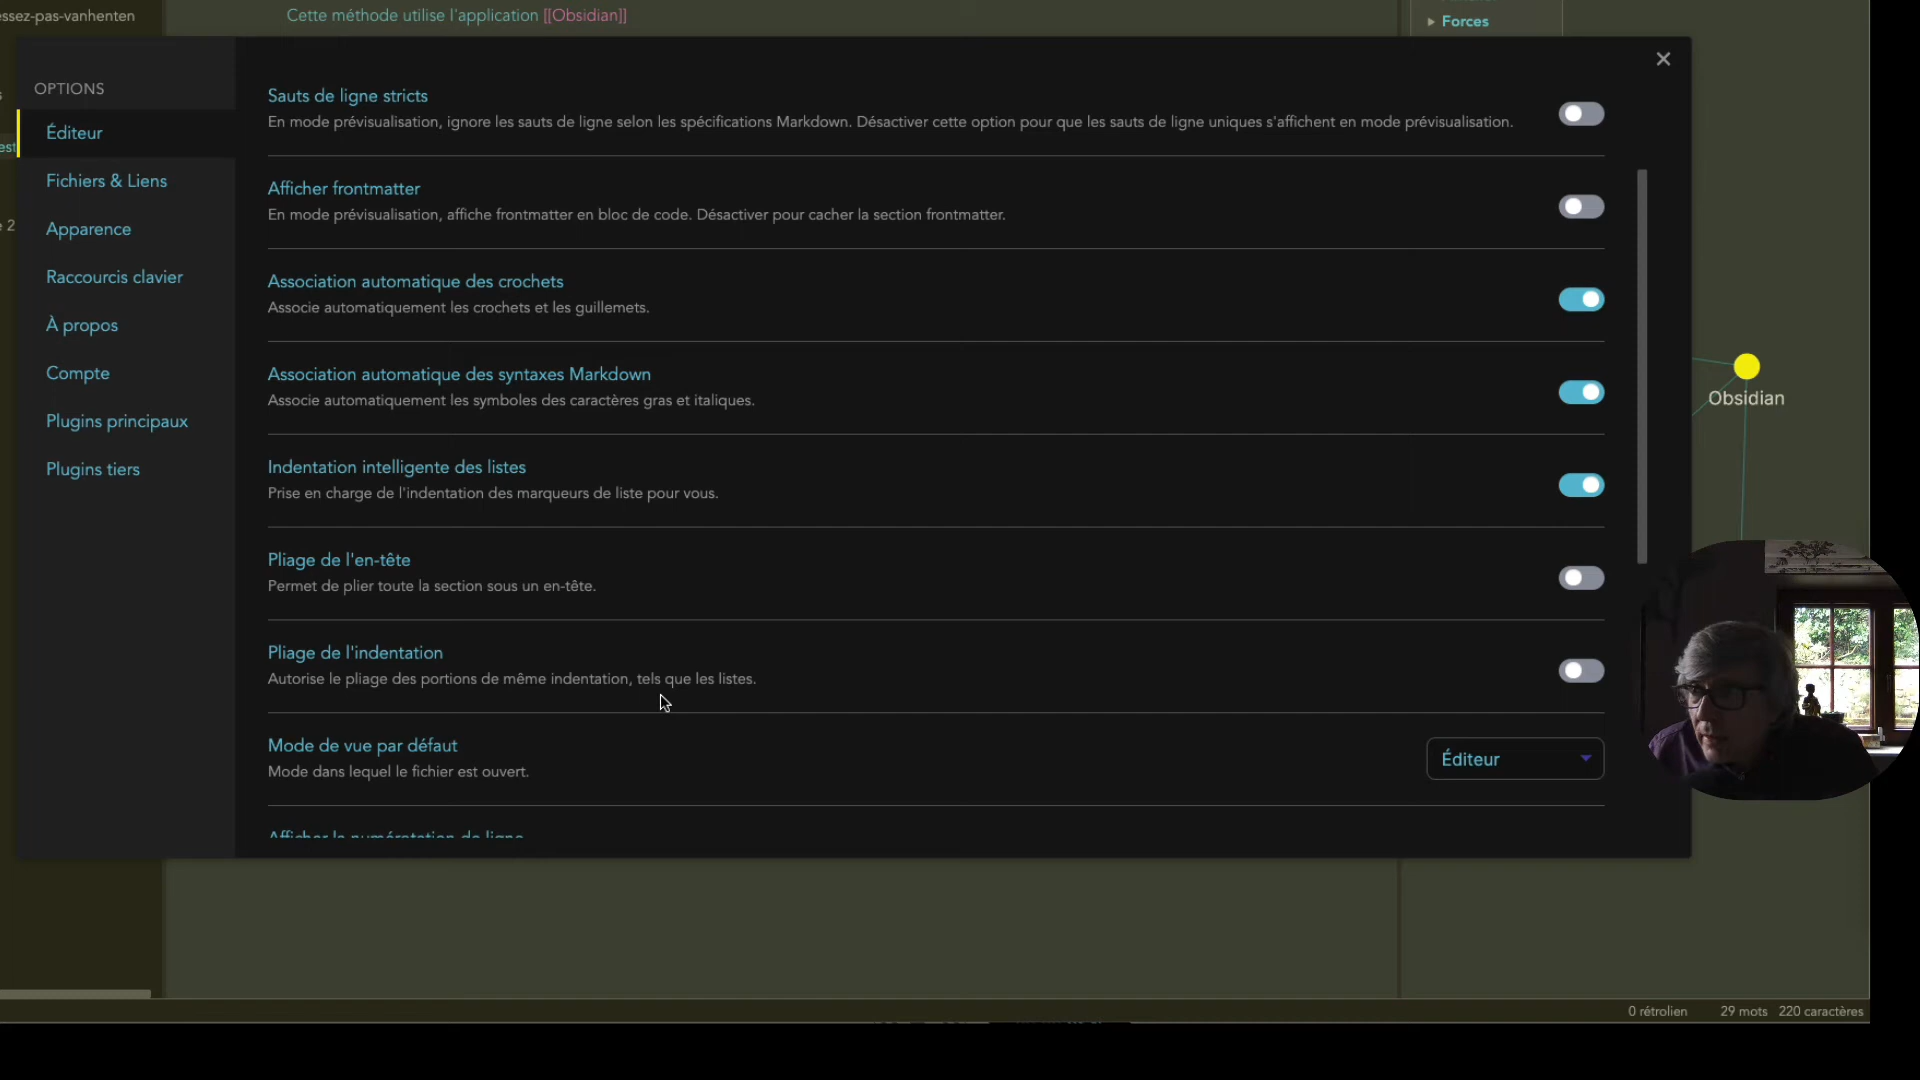 essez-pas-vanhenten
Cette méthode utilise l'application [[Obsidian]]
Forces
OPTIONS
Éditeur
Fichiers & Liens
Apparence
Raccourcis clavier
À propos
Compte
Plugins principaux
Plugins tiers
Sauts de ligne stricts
En mode prévisualisation, ignore les sauts de ligne selon les spécifications Markdown. Désactiver cette option pour que les sauts de ligne uniques s'affichent en mode prévisualisation.
Afficher frontmatter
En mode prévisualisation, affiche frontmatter en bloc de code. Désactiver pour cacher la section frontmatter.
Association automatique des crochets
Associe automatiquement les crochets et les guillemets.
Association automatique des syntaxes Markdown
Associe automatiquement les symboles des caractères gras et italiques.
Indentation intelligente des listes
Prise en charge de l'indentation des marqueurs de liste pour vous.
Pliage de l'en-tête
Permet de plier toute la section sous un en-tête.
Pliage de l'indentation
Autorise le pliage des portions de même indentation, tels que les listes.
Mode de vue par défaut
Mode dans lequel le fichier est ouvert.
Éditeur
Afficher la numérotation de ligne
est
e 2
Obsidian
0 rétrolien 29 mots 220 caractères